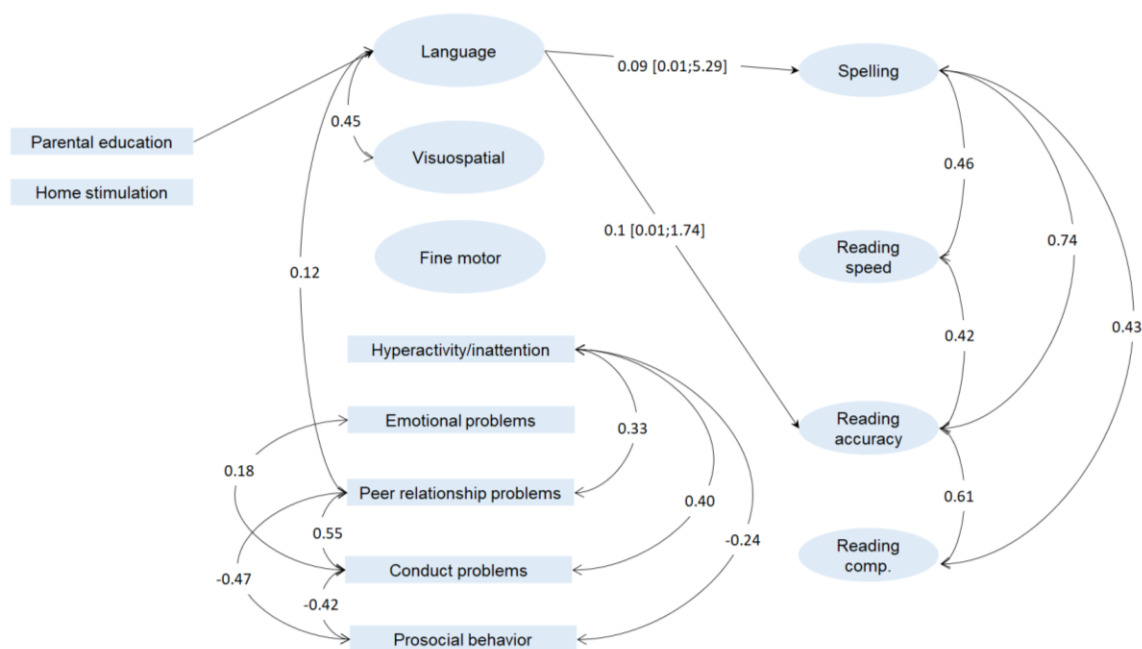 Language
0.09 [0.01;5.29]
Spelling
Parental education
0.45
Visuospatial
0.46
Home stimulation
0.1 [0.01;1.74]
Reading
speed
0.74
Fine motor
0.12
0.43
Hyperactivity/inattention
0.42
Emotional problems
0.33
Reading
accuracy
0.18
Peer relationship problems
0.40
0.61
0.55
-0.24
Conduct problems
Reading
comp.
-0.47
-0.42
Prosocial behavior